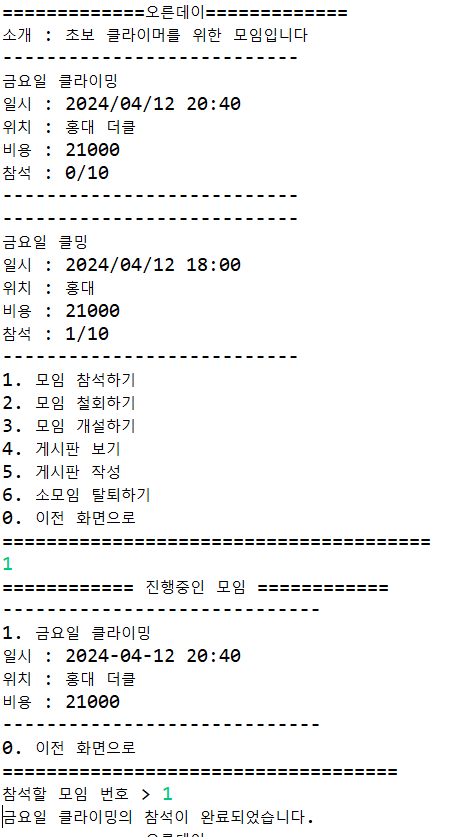 =============오른데이=============
소개 : 초보 클라이머를 위한 모임입니다
---------------------------
금요일 클라이밍
일시 : 2024/04/12 20:40
위치 : 홍대 더클
비용 : 21000
참석 : 0/10
---------------------------
---------------------------
금요일 클밍
일시 : 2024/04/12 18:00
위치 : 홍대
비용 : 21000
참석 : 1/10
---------------------------
1. 모임 참석하기
2. 모임 철회하기
3. 모임 개설하기
4. 게시판 보기
5. 게시판 작성
6. 소모임 탈퇴하기
0. 이전 화면으로
=======================================
1
============ 진행중인 모임 ============
-----------------------------
1. 금요일 클라이밍
일시 : 2024-04-12 20:40
위치 : 홍대 더클
비용 : 21000
-----------------------------
0. 이전 화면으로
====================================
참석할 모임 번호 > 1
금요일 클라이밍의 참석이 완료되었습니다.